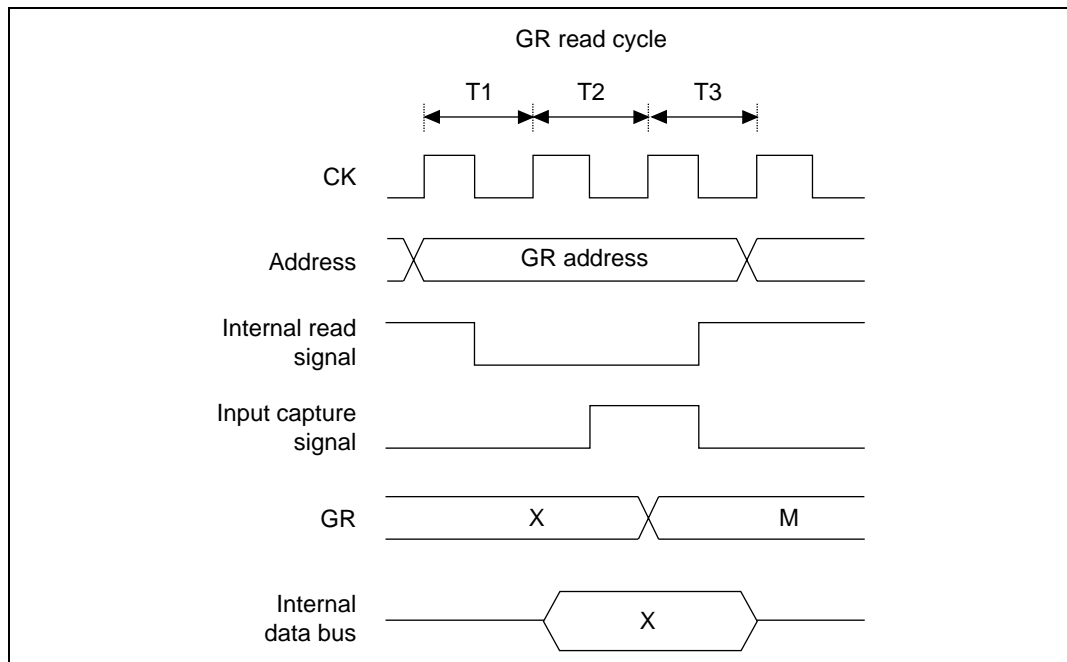 GR read cycle
T1 T2 T3
CK
Address
GR address
Internal read
signal
Input capture
signal
GR
X
M
Internal
data bus
X